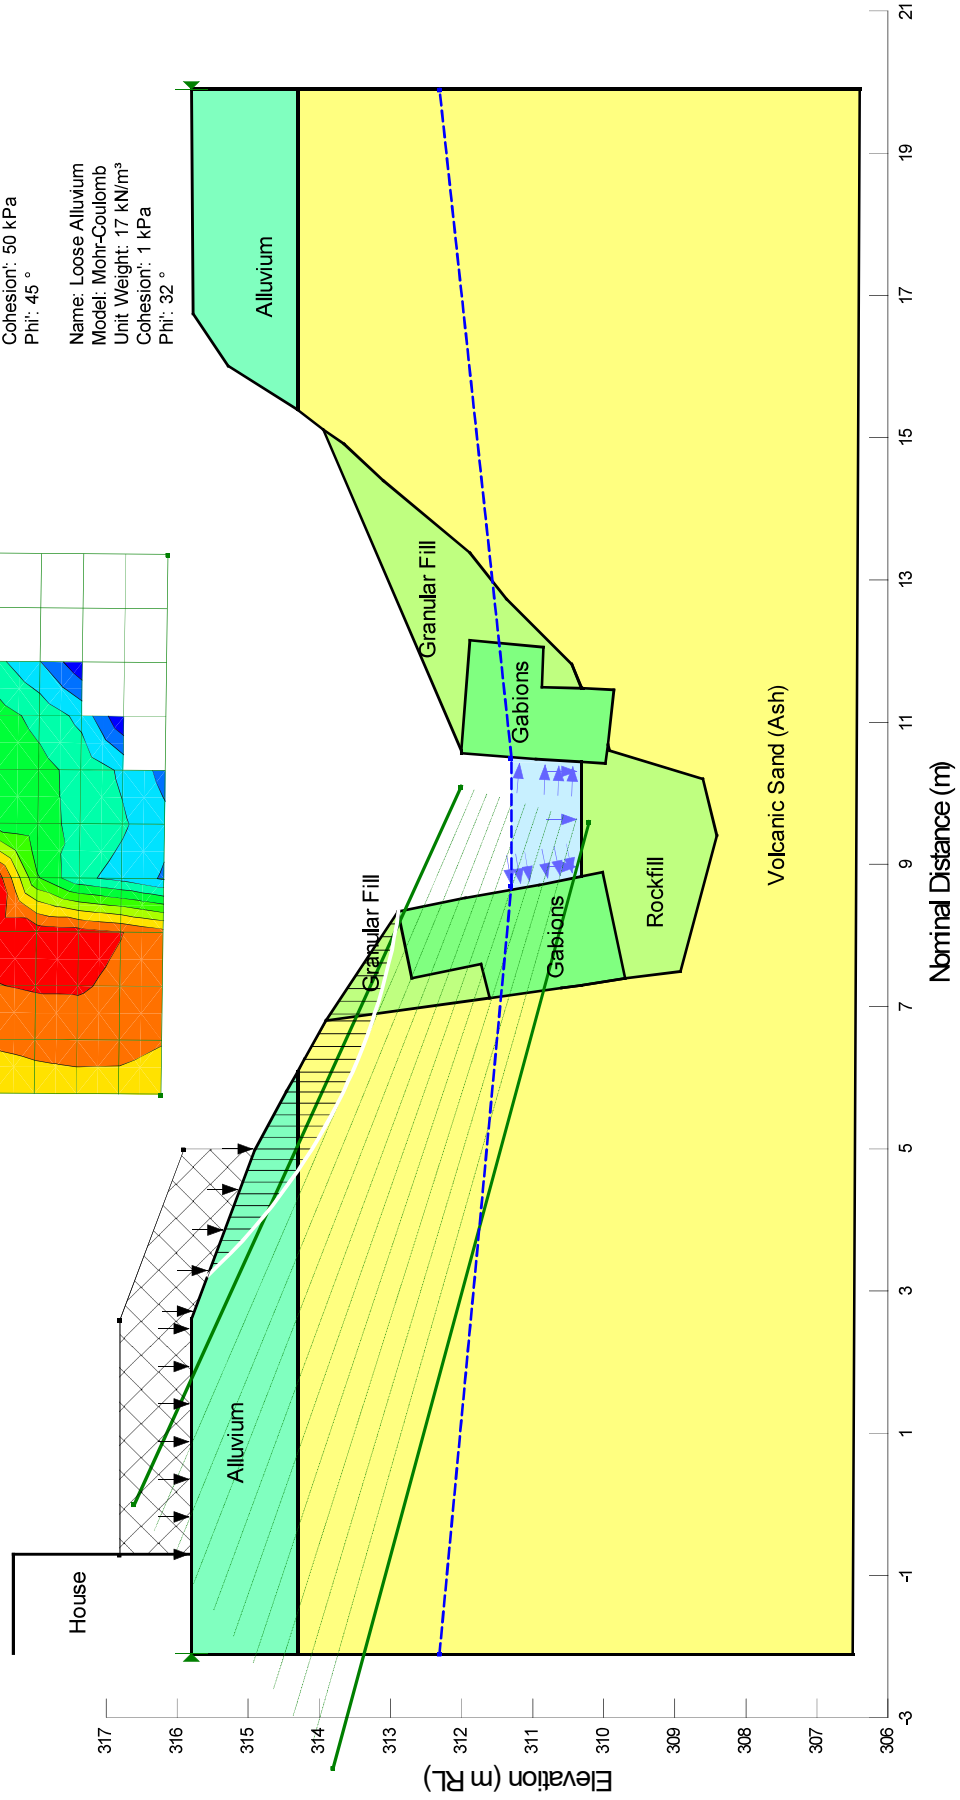 Cohesion': 50 kPa
Phi': 45 °
Name: Loose Alluvium
Model: Mohr-Coulomb
Unit Weight: 17 kN/m³
Cohesion': 1 kPa
Phi': 32 °
House
Alluvium
Alluvium
Granular Fill
Granular Fill
Gabions
Gabions
Rockfill
Volcanic Sand (Ash)
Elevation (m RL)
317
316
315
314
313
312
311
310
309
308
307
306
-3
-1
1
3
5
7
9
11
13
15
17
19
21
Nominal Distance (m)